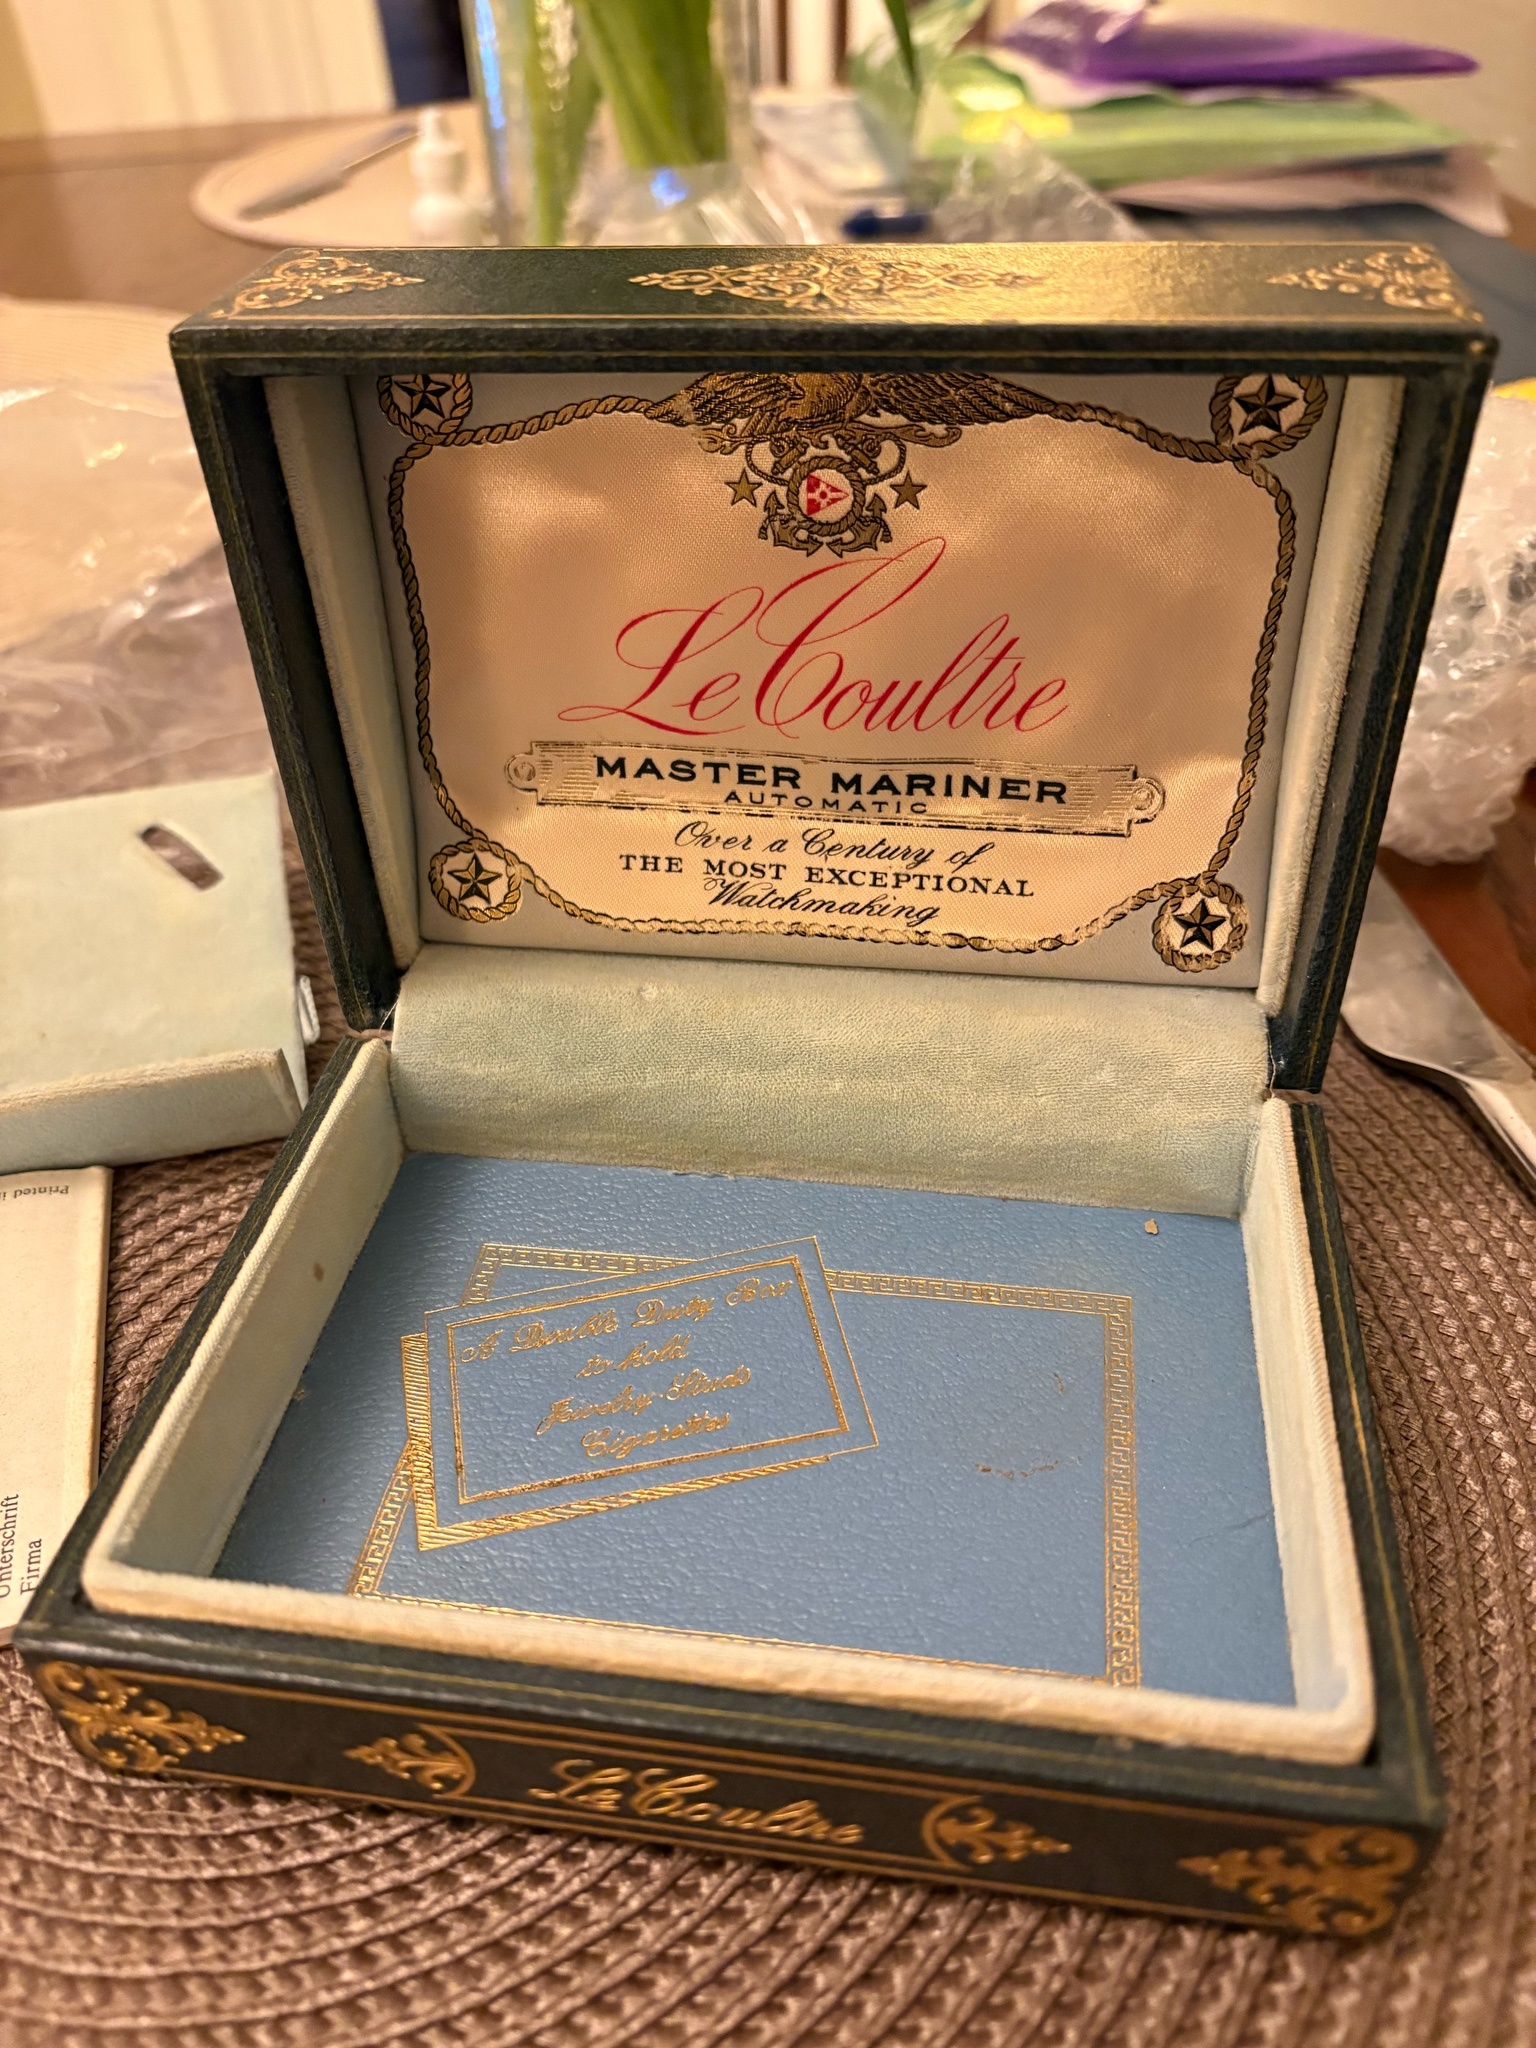 LeCoultre
MASTER MARINER
AUTOMATIC
Over a Century of
THE MOST EXCEPTIONAL
Watchmaking
A Double Duty Box
to hold
Jewelry-Studs
Cigarettes
LeCoultre
Printed
Unterschrift
Firma